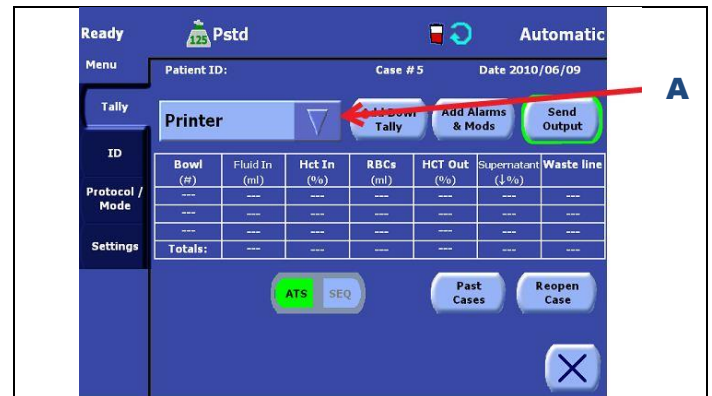 Ready 125 Pstd Automatic
Menu Patient ID: Case #5 Date 2010/06/09
A
Tally
Printer
Tally
Add Alarms
& Mods
Send
Output
ID
Bowl Fluid In Hct In RBCs HCT Out Supernatant Waste line
(#) (ml) (%) (ml) (%) (↓%)
Protocol /
Mode
--- --- --- --- --- --- ---
--- --- --- --- --- --- ---
--- --- --- --- --- --- ---
Settings
Totals: --- --- --- --- --- ---
ATS SEQ
Past
Cases
Reopen
Case